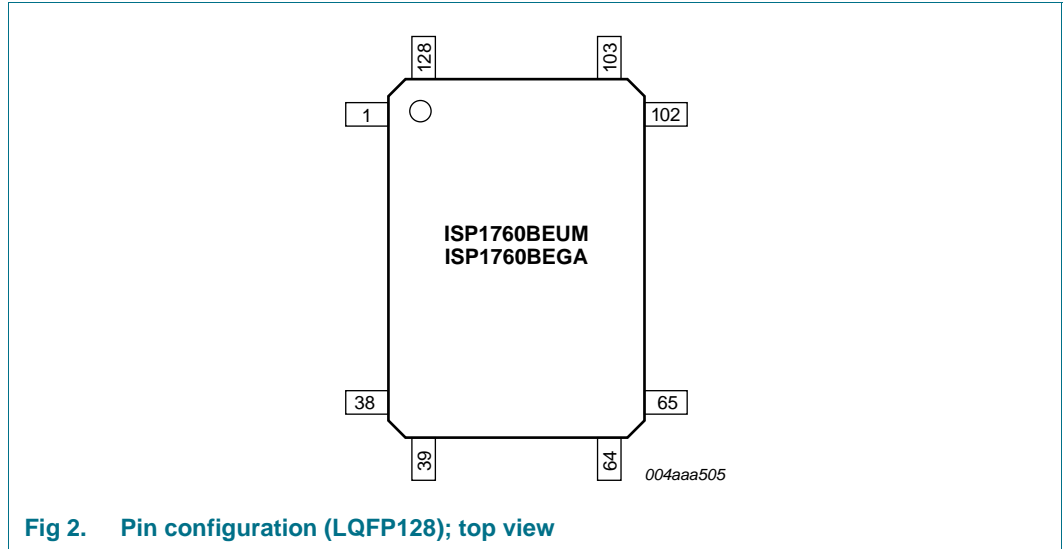 128
103
1
102
ISP1760BEUM
ISP1760BEGA
38
65
39
64
004aaa505
Fig 2. Pin configuration (LQFP128); top view